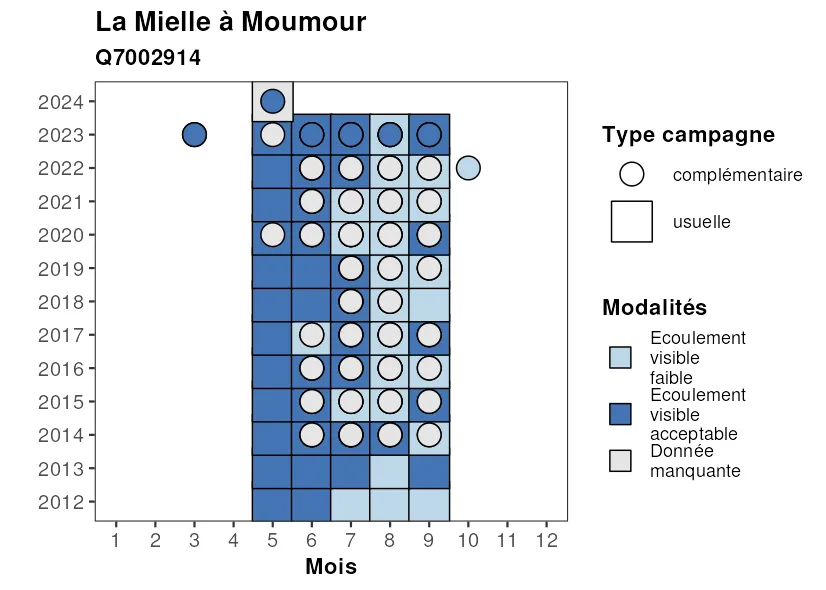 La Mielle à Moumour
Q7002914
2024
2023
2022
2021
2020
2019
2018
2017
2016
2015
2014
2013
2012
1 2 3 4 5 6 7 8 9 10 11 12
Mois
Type campagne
complémentaire
usuelle
Modalités
Ecoulement
visible
faible
Ecoulement
visible
acceptable
Donnée
manquante